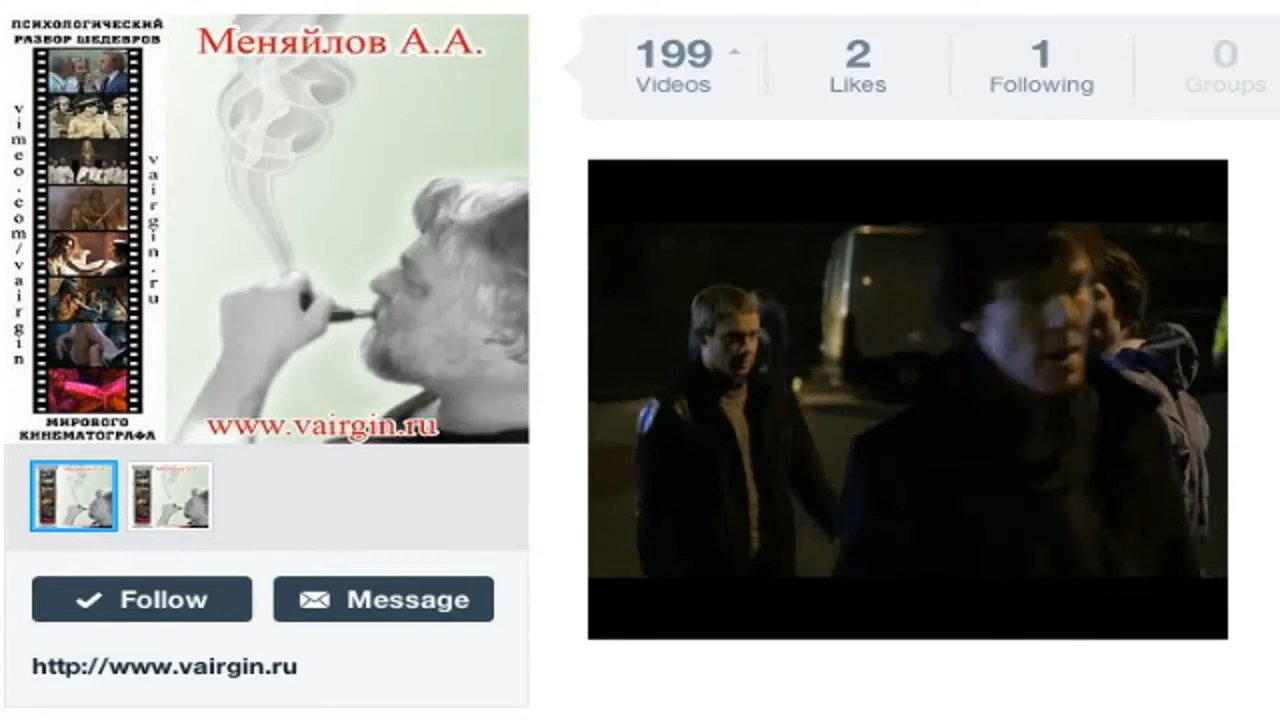 ПСИХОЛОГИЧЕСКИЙ
РАЗБОР ШЕДЕВРОВ
Меняйлов А.А.
vimeo.com/vairgin
vairgin.ru
www.vairgin.ru
МИРОВОГО
КИНЕМАТОГРАФА
199
Videos
2
Likes
1
Following
0
Groups
Follow
Message
http://www.vairgin.ru